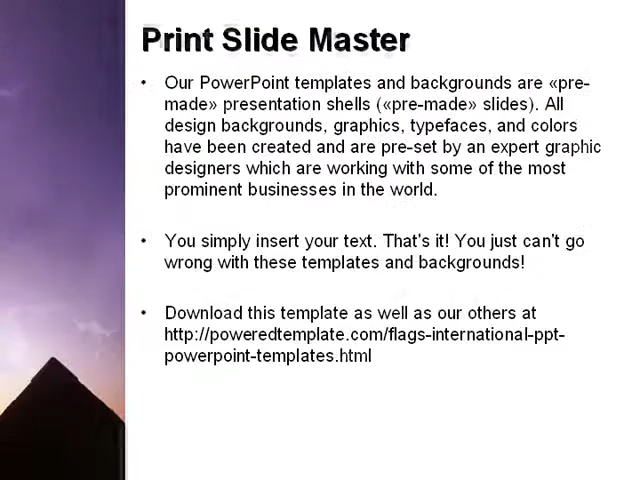 Print Slide Master
• Our PowerPoint templates and backgrounds are «pre-
made» presentation shells («pre-made» slides). All
design backgrounds, graphics, typefaces, and colors
have been created and are pre-set by an expert graphic
designers which are working with some of the most
prominent businesses in the world.
• You simply insert your text. That's it! You just can't go
wrong with these templates and backgrounds!
• Download this template as well as our others at
http://poweredtemplate.com/flags-international-ppt-
powerpoint-templates.html